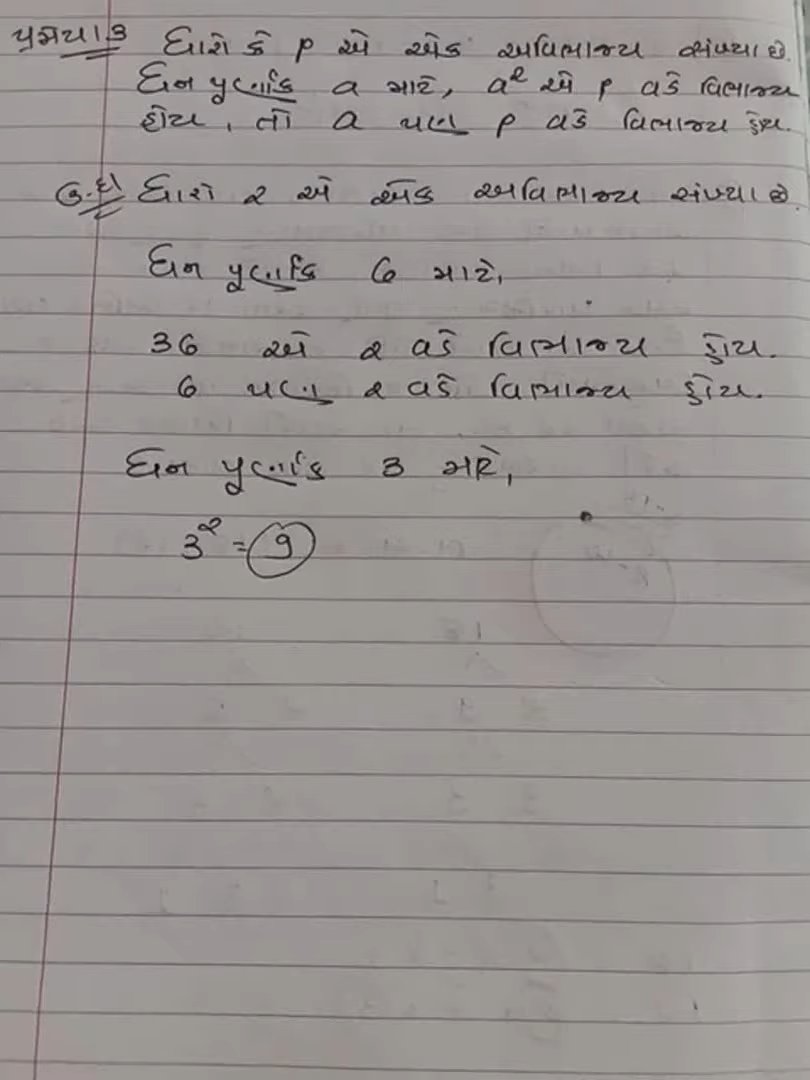 પ્રમેય 1.3 ધારો કે p એ એક અવિભાજ્ય સંખ્યા છે.
ધન પૂર્ણાંક a માટે, a² એ p વડે વિભાજ્ય
હોય, તો a પણ p વડે વિભાજ્ય હોય.
ઉ.દા ધારો 2 એ એક અવિભાજ્ય સંખ્યા છે.
ધન પૂર્ણાંક 6 માટે,
36 એ 2 વડે વિભાજ્ય હોય.
6 પણ 2 વડે વિભાજ્ય હોય.
ધન પૂર્ણાંક 3 માટે,
3² = 9